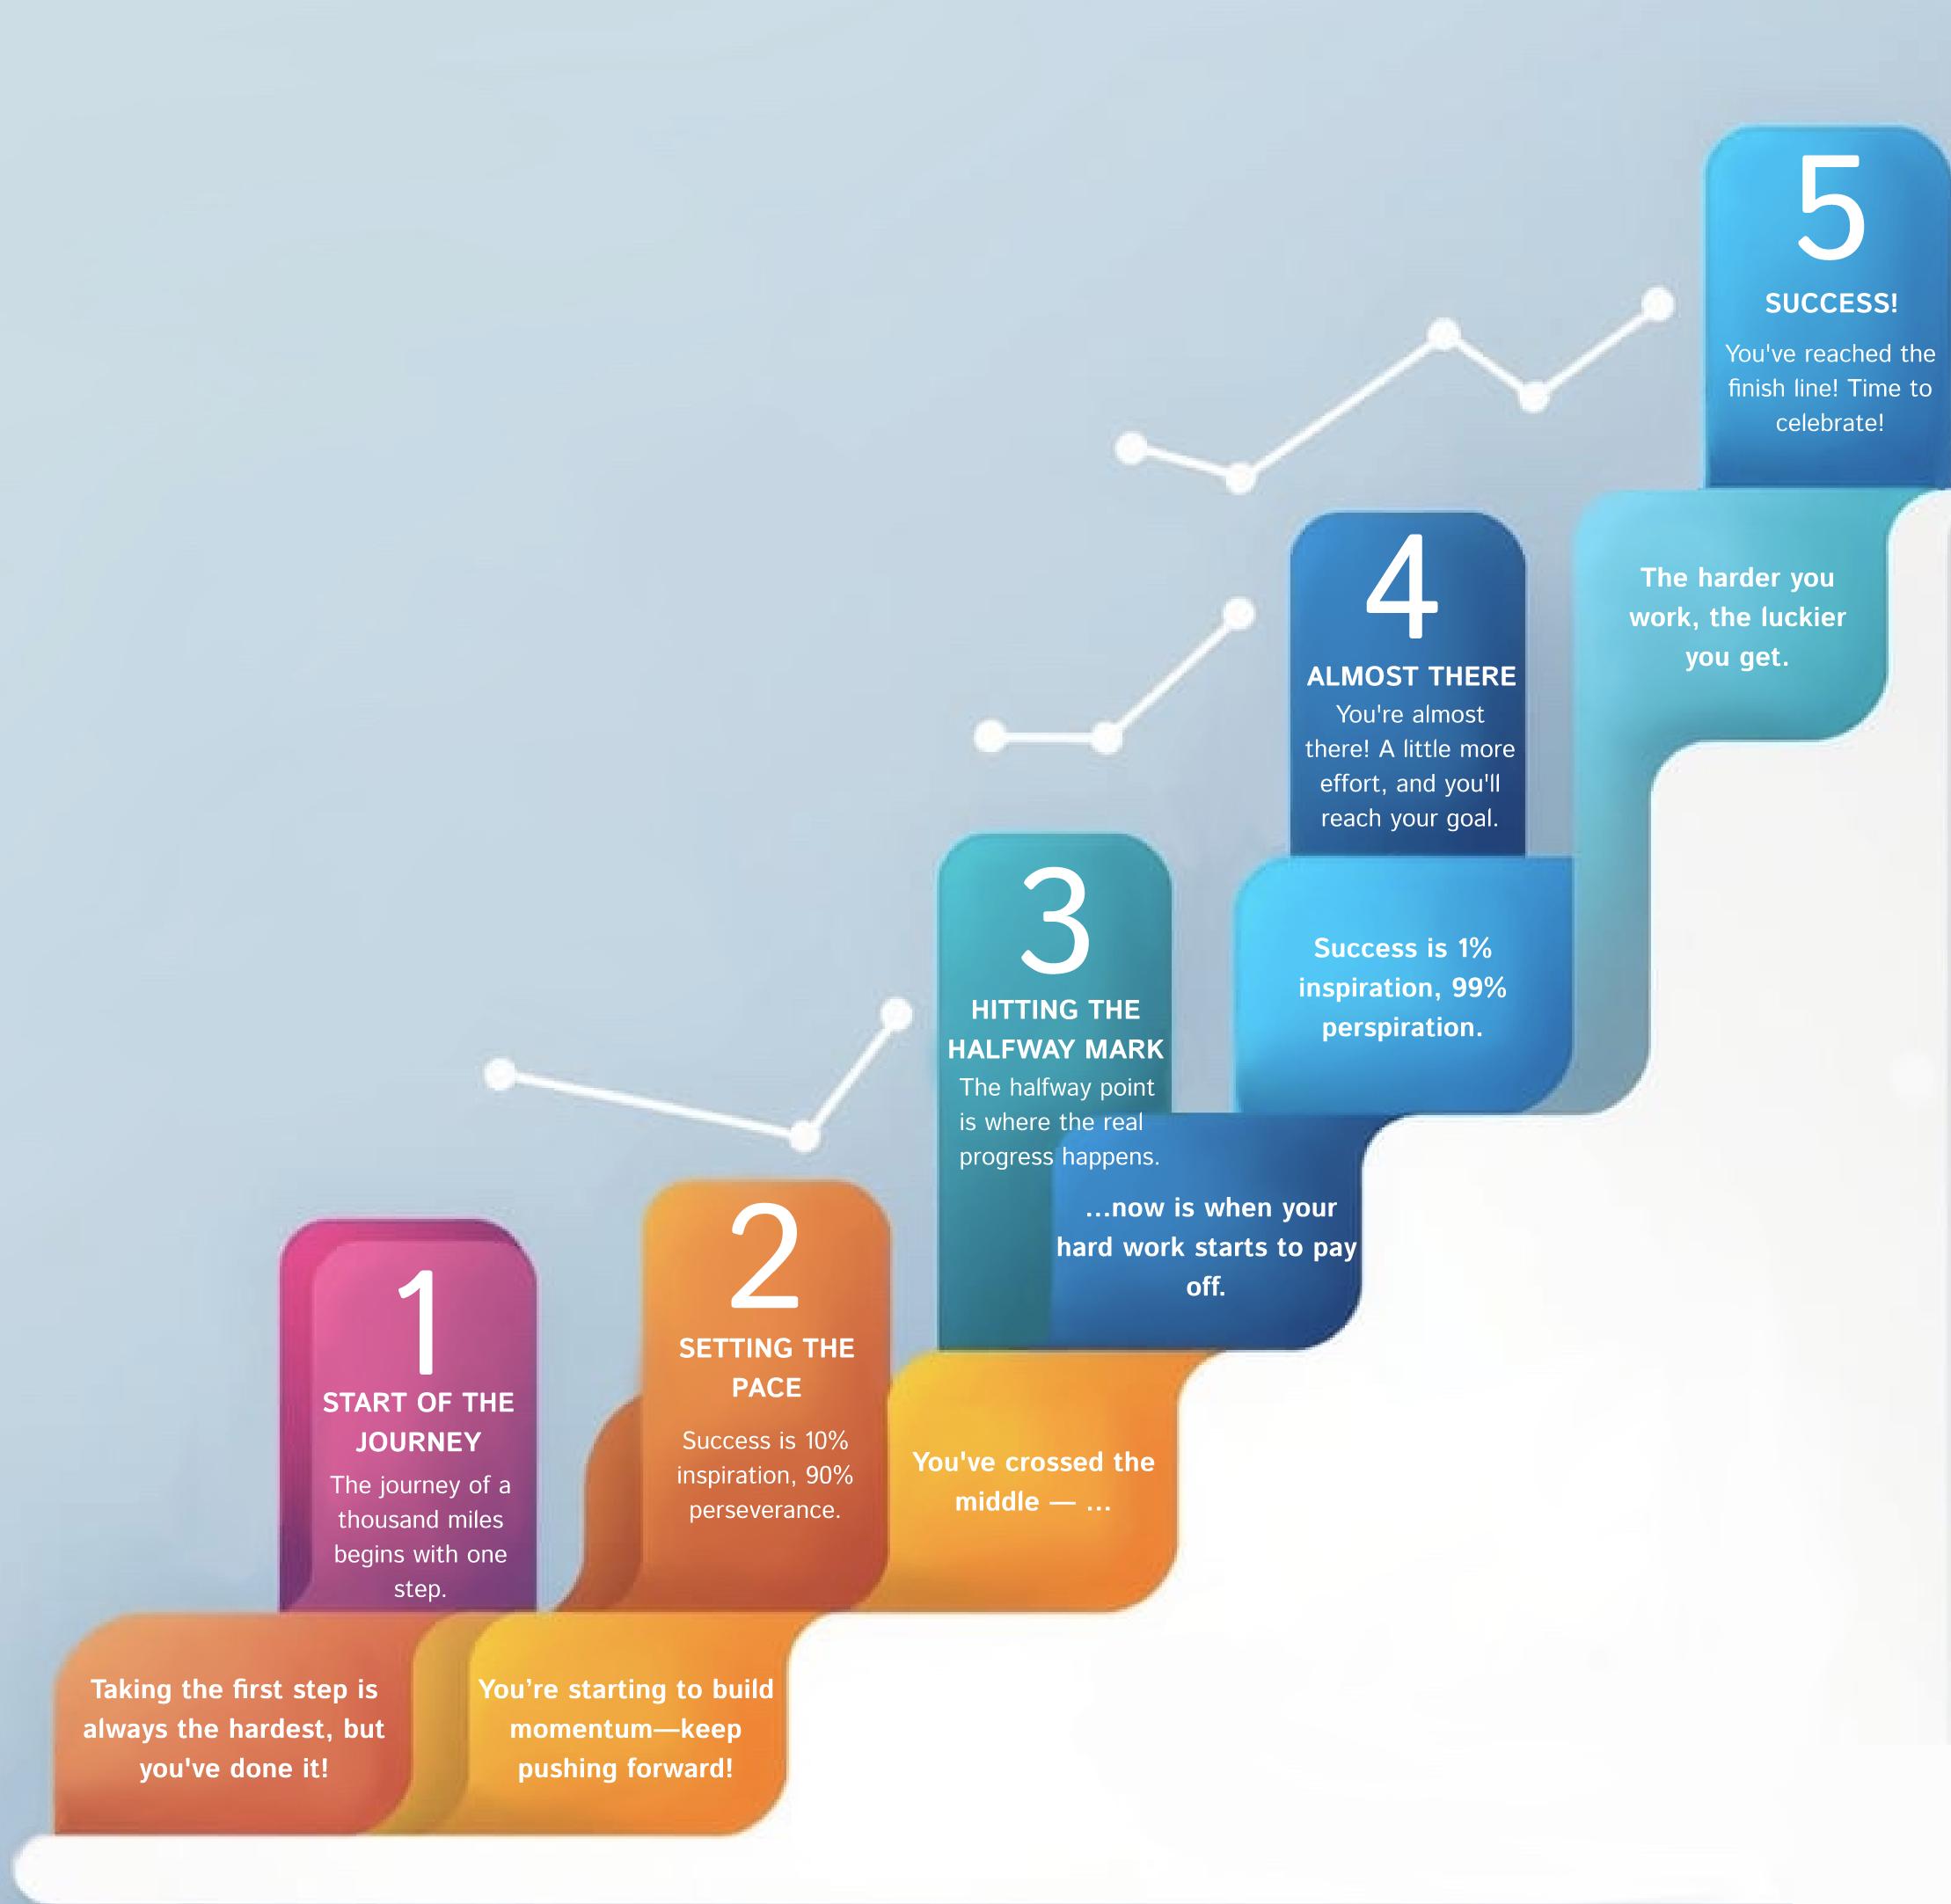 1
START OF THE
JOURNEY
The journey of a
thousand miles
begins with one
step.
Taking the first step is
always the hardest, but
you've done it!
2
SETTING THE
PACE
Success is 10%
inspiration, 90%
perseverance.
You’re starting to build
momentum—keep
pushing forward!
3
HITTING THE
HALFWAY MARK
The halfway point
is where the real
progress happens.
You've crossed the
middle — ...
...now is when your
hard work starts to pay
off.
4
ALMOST THERE
You're almost
there! A little more
effort, and you'll
reach your goal.
Success is 1%
inspiration, 99%
perspiration.
5
SUCCESS!
You've reached the
finish line! Time to
celebrate!
The harder you
work, the luckier
you get.